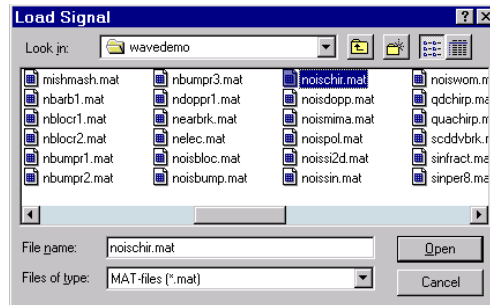 Load Signal
Look in: wavedemo
mishmash.mat nbumpr3.mat noischir.mat noiswom.m
nbarb1.mat ndoppr1.mat noisdopp.mat qdchirp.m
nblocr1.mat nearbrk.mat noismima.mat quachirp.m
nblocr2.mat nelec.mat noispol.mat scddvbrk.
nbumpr1.mat noisbloc.mat noissi2d.mat sinfract.m
nbumpr2.mat noisbump.mat noissin.mat sinper8.ma
File name: noischir.mat Open
Files of type: MAT-files (*.mat) Cancel